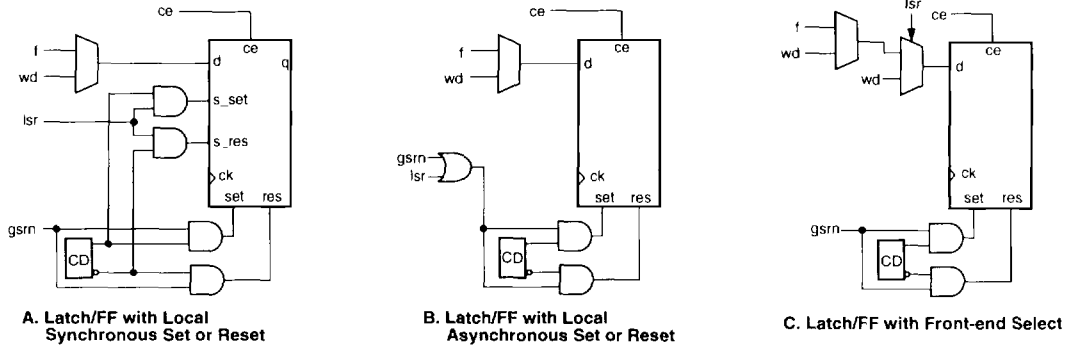 ce
f
wd
ce
d
q
s_set
lsr
s_res
ck
set
res
gsrn
CD
A. Latch/FF with Local
Synchronous Set or Reset
ce
f
wd
ce
d
gsrn
lsr
ck
set
res
CD
B. Latch/FF with Local
Asynchronous Set or Reset
lsr
ce
f
wd
wd
ce
d
ck
set
res
gsrn
CD
C. Latch/FF with Front-end Select